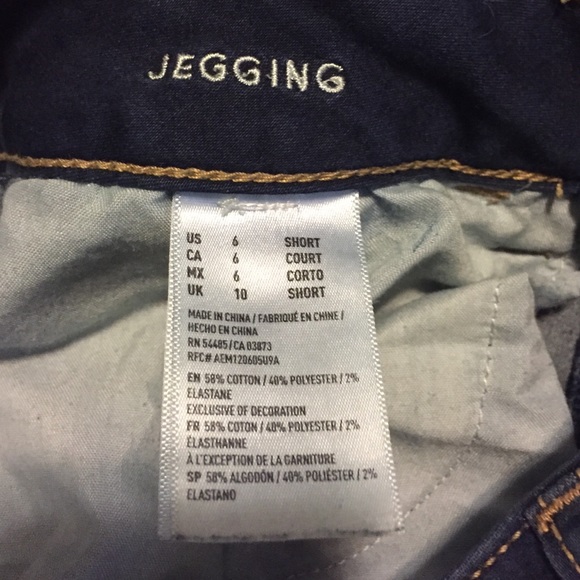 JEGGING
US 6 SHORT
CA 6 COURT
MX 6 CORTO
UK 10 SHORT
MADE IN CHINA / FABRIQUÉ EN CHINE /
HECHO EN CHINA
RN 54485/CA 03873
RFC# AEM120605U9A
EN 58% COTTON / 40% POLYESTER / 2%
ELASTANE
EXCLUSIVE OF DECORATION
FR 58% COTON / 40% POLYESTER / 2%
ÉLASTHANNE
À L'EXCEPTION DE LA GARNITURE
SP 58% ALGODÓN / 40% POLIÉSTER / 2%
ELASTANO